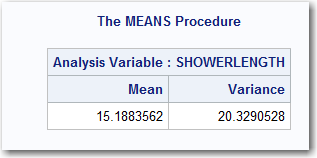 The MEANS Procedure
Analysis Variable : SHOWERLENGTH
Mean Variance
15.1883562 20.3290528